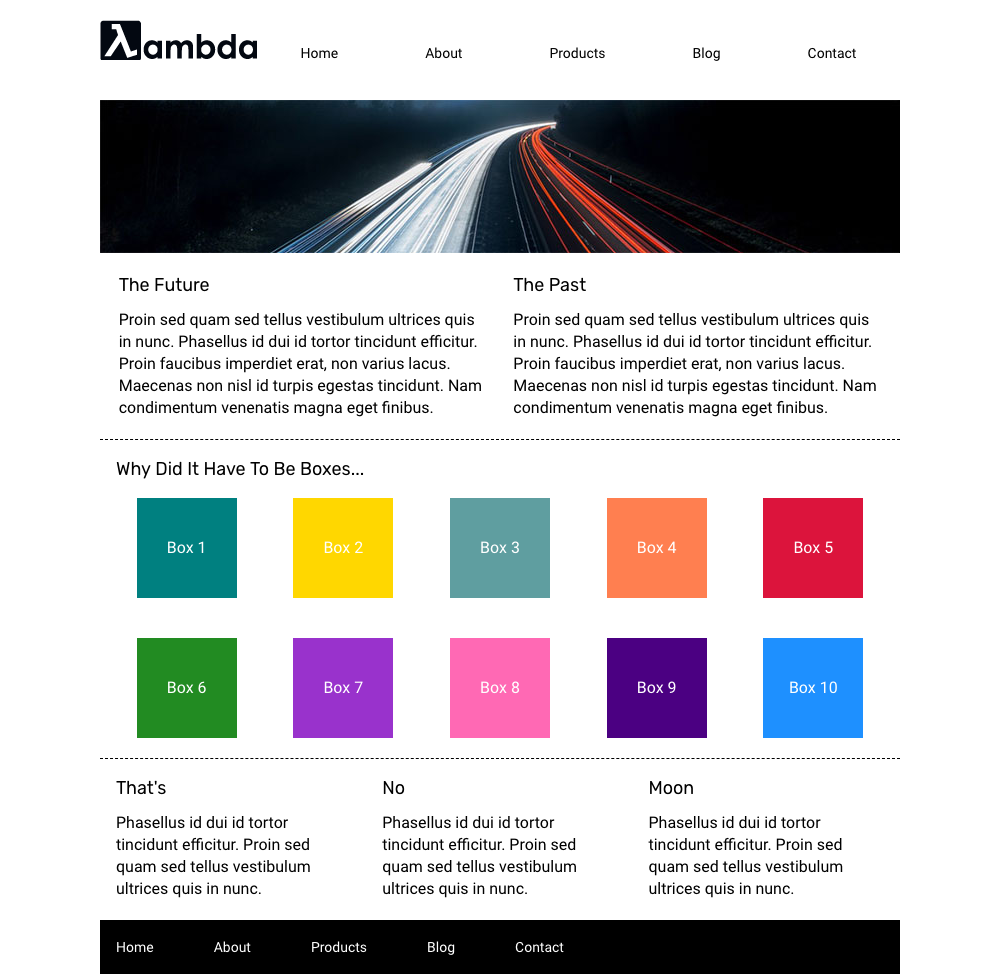 λambda
Home About Products Blog Contact
The Future
Proin sed quam sed tellus vestibulum ultrices quis
in nunc. Phasellus id dui id tortor tincidunt efficitur.
Proin faucibus imperdiet erat, non varius lacus.
Maecenas non nisl id turpis egestas tincidunt. Nam
condimentum venenatis magna eget finibus.
The Past
Proin sed quam sed tellus vestibulum ultrices quis
in nunc. Phasellus id dui id tortor tincidunt efficitur.
Proin faucibus imperdiet erat, non varius lacus.
Maecenas non nisl id turpis egestas tincidunt. Nam
condimentum venenatis magna eget finibus.
Why Did It Have To Be Boxes...
Box 1 Box 2 Box 3 Box 4 Box 5
Box 6 Box 7 Box 8 Box 9 Box 10
That's
Phasellus id dui id tortor
tincidunt efficitur. Proin sed
quam sed tellus vestibulum
ultrices quis in nunc.
No
Phasellus id dui id tortor
tincidunt efficitur. Proin sed
quam sed tellus vestibulum
ultrices quis in nunc.
Moon
Phasellus id dui id tortor
tincidunt efficitur. Proin sed
quam sed tellus vestibulum
ultrices quis in nunc.
Home About Products Blog Contact